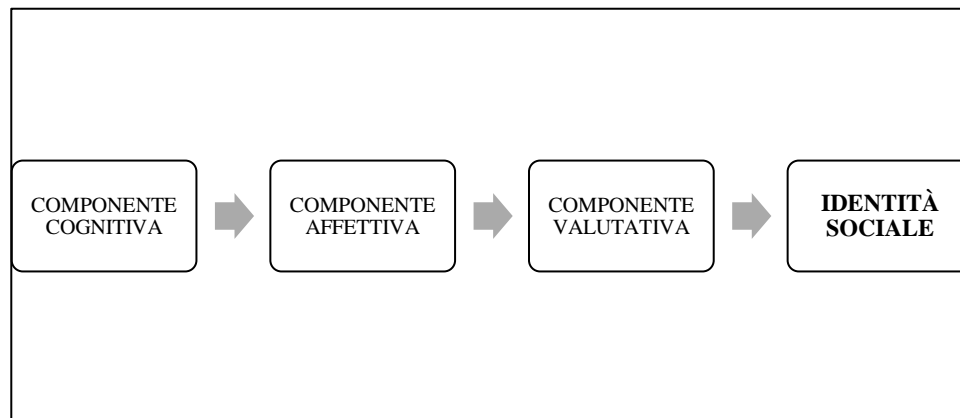 COMPONENTE
COGNITIVA
COMPONENTE
AFFETTIVA
COMPONENTE
VALUTATIVA
IDENTITÀ
SOCIALE